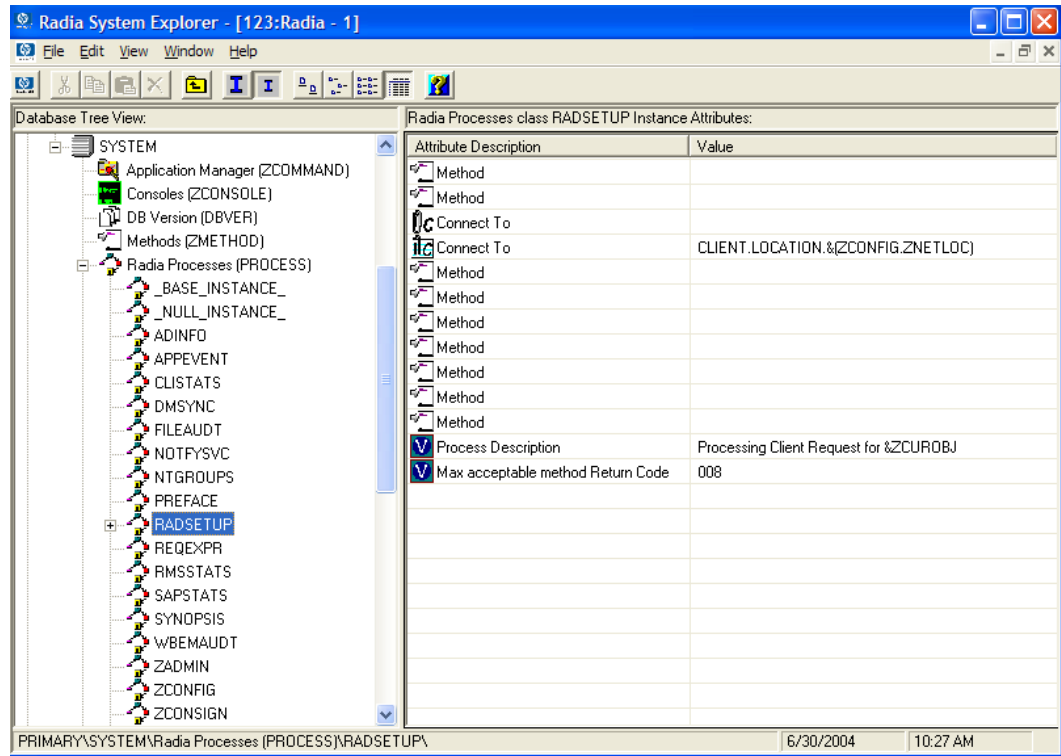 Radia System Explorer - [123:Radia - 1]
File Edit View Window Help
Database Tree View:
Radia Processes class RADSETUP Instance Attributes:
SYSTEM
Application Manager (ZCOMMAND)
Consoles (ZCONSOLE)
DB Version (DBVER)
Methods (ZMETHOD)
Radia Processes (PROCESS)
_BASE_INSTANCE_
_NULL_INSTANCE_
ADINFO
APPEVENT
CLISTATS
DMSYNC
FILEAUDT
NOTFYSVC
NTGROUPS
PREFACE
RADSETUP
REQEXPR
RMSSTATS
SAPSTATS
SYNOPSIS
WBEMAUDT
ZADMIN
ZCONFIG
ZCONSIGN
Attribute Description Value
Method
Method
Connect To
Connect To CLIENT.LOCATION.&(ZCONFIG.ZNETLOC)
Method
Method
Method
Method
Method
Method
Method
Process Description Processing Client Request for &ZCUROBJ
Max acceptable method Return Code 008
PRIMARY\SYSTEM\Radia Processes (PROCESS)\RADSETUP\ 6/30/2004 10:27 AM